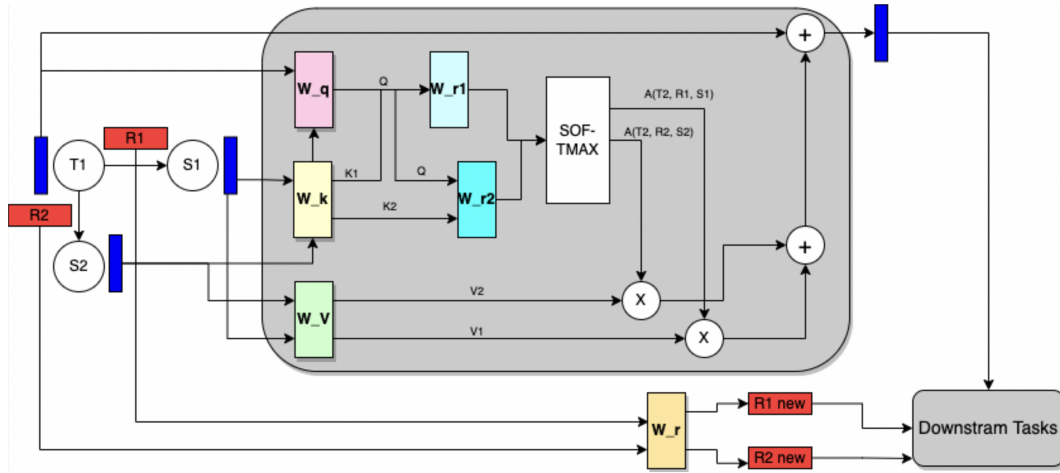 W_q
Q
W_r1
SOF-
TMAX
A(T2, R1, S1)
A(T2, R2, S2)
+
R1
T1
S1
W_k
K1
Q
K2
W_r2
R2
S2
+
W_V
V2
V1
X
X
W_r
R1 new
R2 new
Downstram Tasks